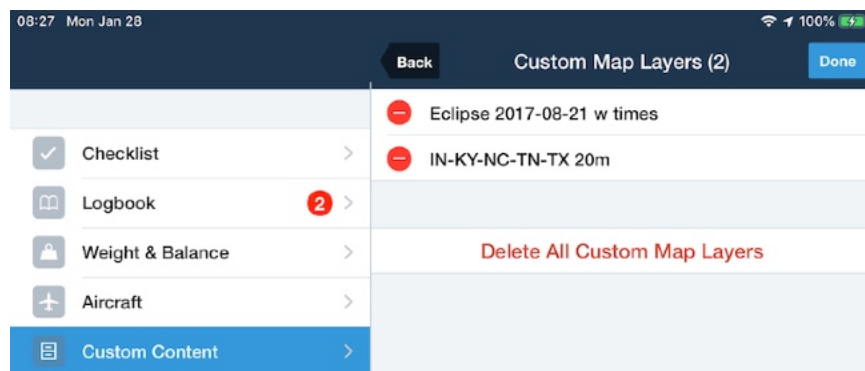 08:27 Mon Jan 28
100%
Back
Custom Map Layers (2)
Done
Eclipse 2017-08-21 w times
IN-KY-NC-TN-TX 20m
Delete All Custom Map Layers
Checklist
Logbook
2
Weight & Balance
Aircraft
Custom Content